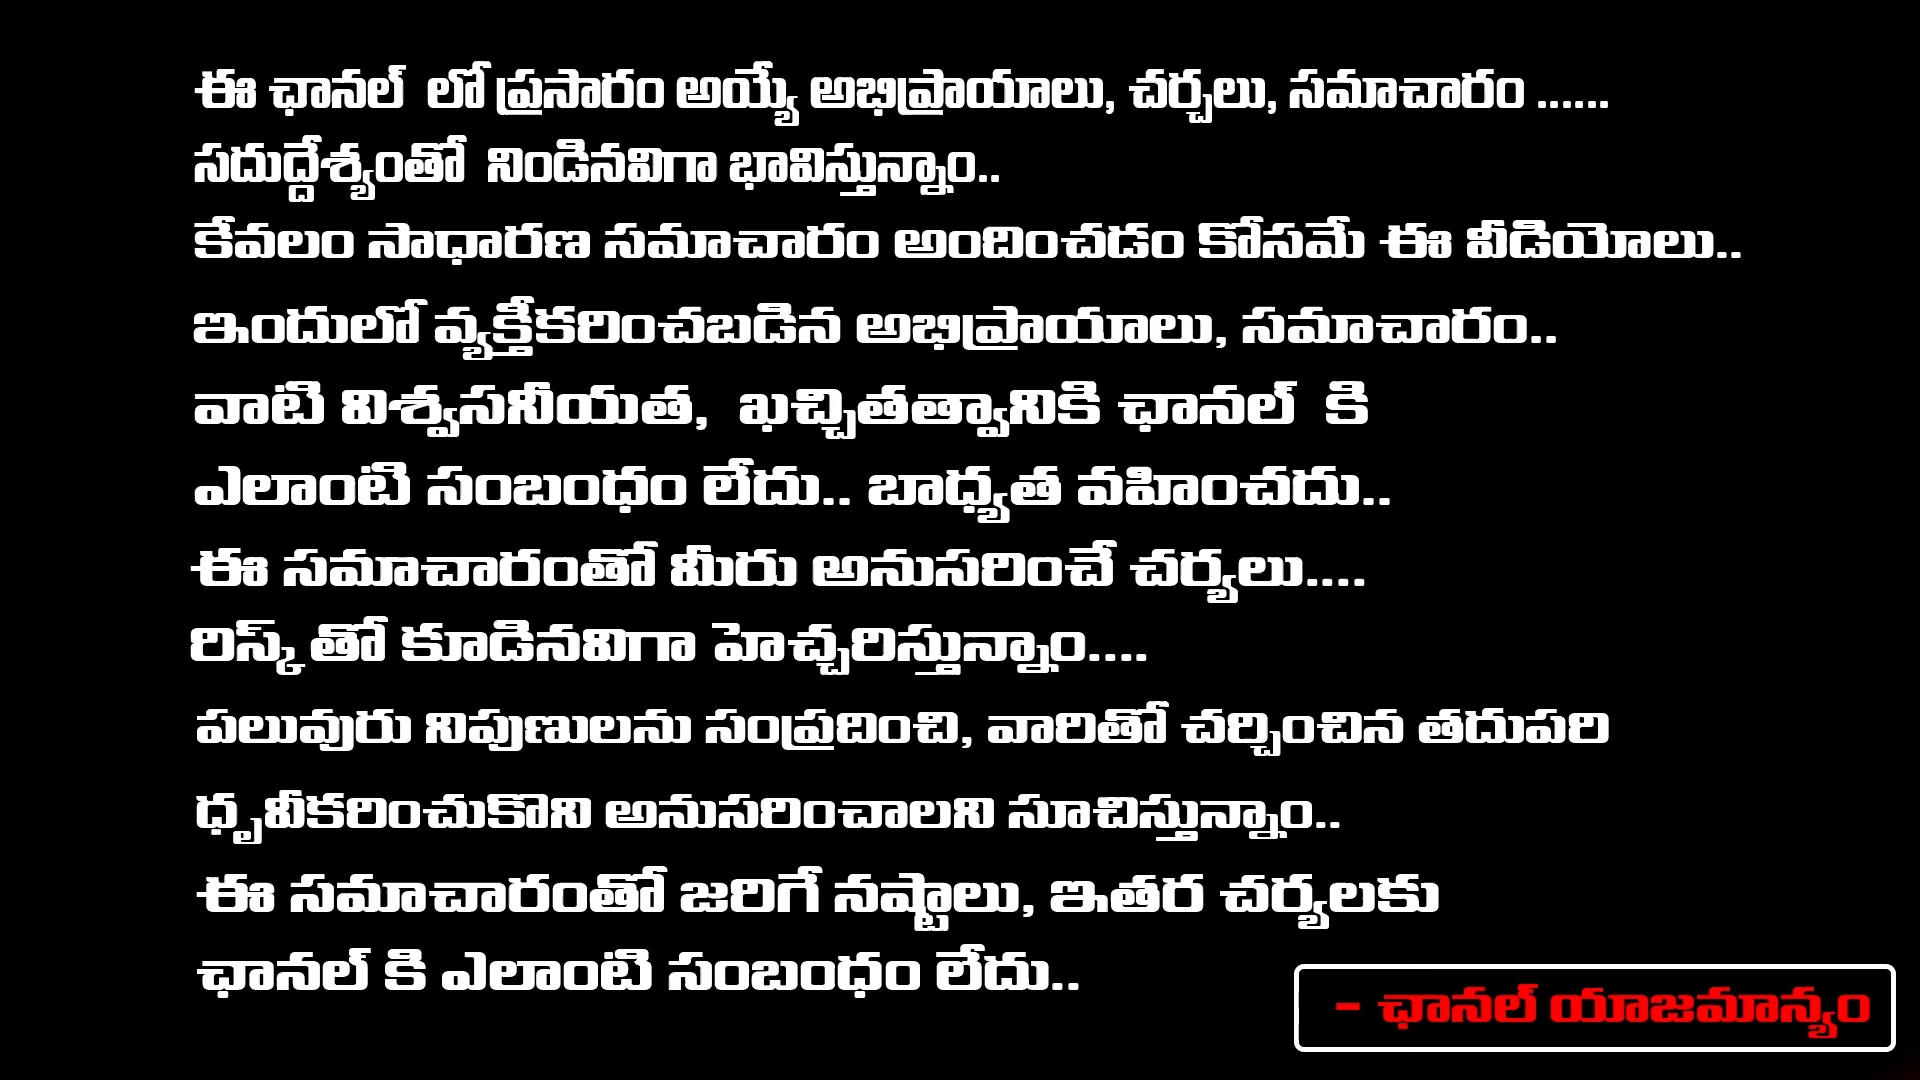 ఈ ఛానల్ లో ప్రసారం అయ్యే అభిప్రాయాలు, చర్చలు, సమాచారం ......
సదుద్దేశ్యంతో నిండినవిగా భావిస్తున్నాం..
కేవలం సాధారణ సమాచారం అందించడం కోసమే ఈ వీడియోలు..
ఇందులో వ్యక్తీకరించబడిన అభిప్రాయాలు, సమాచారం..
వాటి విశ్వసనీయత, ఖచ్చితత్వానికి ఛానల్ కి
ఎలాంటి సంబంధం లేదు.. బాధ్యత వహించదు..
ఈ సమాచారంతో మీరు అనుసరించే చర్యలు....
రిస్క్ తో కూడినవిగా హెచ్చరిస్తున్నాం....
పలువురు నిపుణులను సంప్రదించి, వారితో చర్చించిన తదుపరి
ధృవీకరించుకొని అనుసరించాలని సూచిస్తున్నాం..
ఈ సమాచారంతో జరిగే నష్టాలు, ఇతర చర్యలకు
ఛానల్ కి ఎలాంటి సంబంధం లేదు..
- ఛానల్ యాజమాన్యం